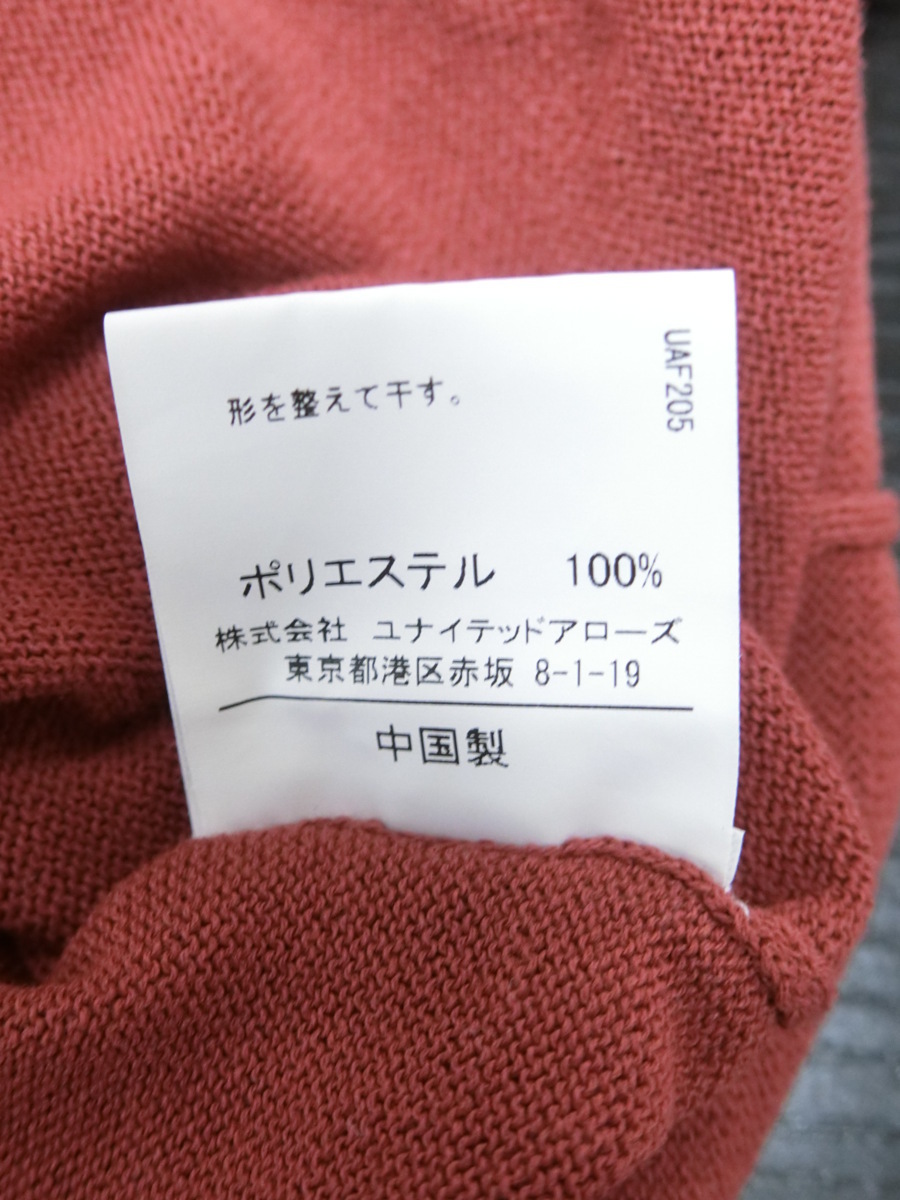 UAF205
形を整えて干す。
ポリエステル 100%
株式会社 ユナイテッドアローズ
東京都港区赤坂 8-1-19
中国製